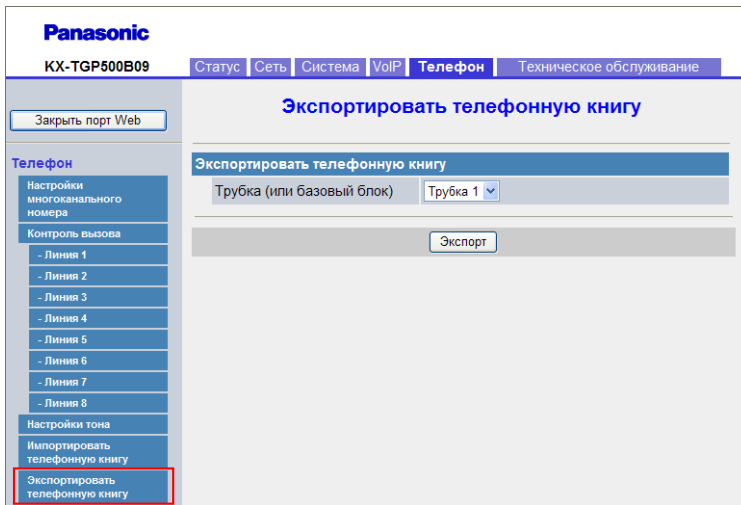 Panasonic
KX-TGP500B09
Статус Сеть Система VoIP Телефон Техническое обслуживание
Закрыть порт Web
Экспортировать телефонную книгу
Телефон
Настройки
многоканального
номера
Контроль вызова
- Линия 1
- Линия 2
- Линия 3
- Линия 4
- Линия 5
- Линия 6
- Линия 7
- Линия 8
Настройки тона
Импортировать
телефонную книгу
Экспортировать
телефонную книгу
Экспортировать телефонную книгу
Трубка (или базовый блок) Трубка 1
Экспорт